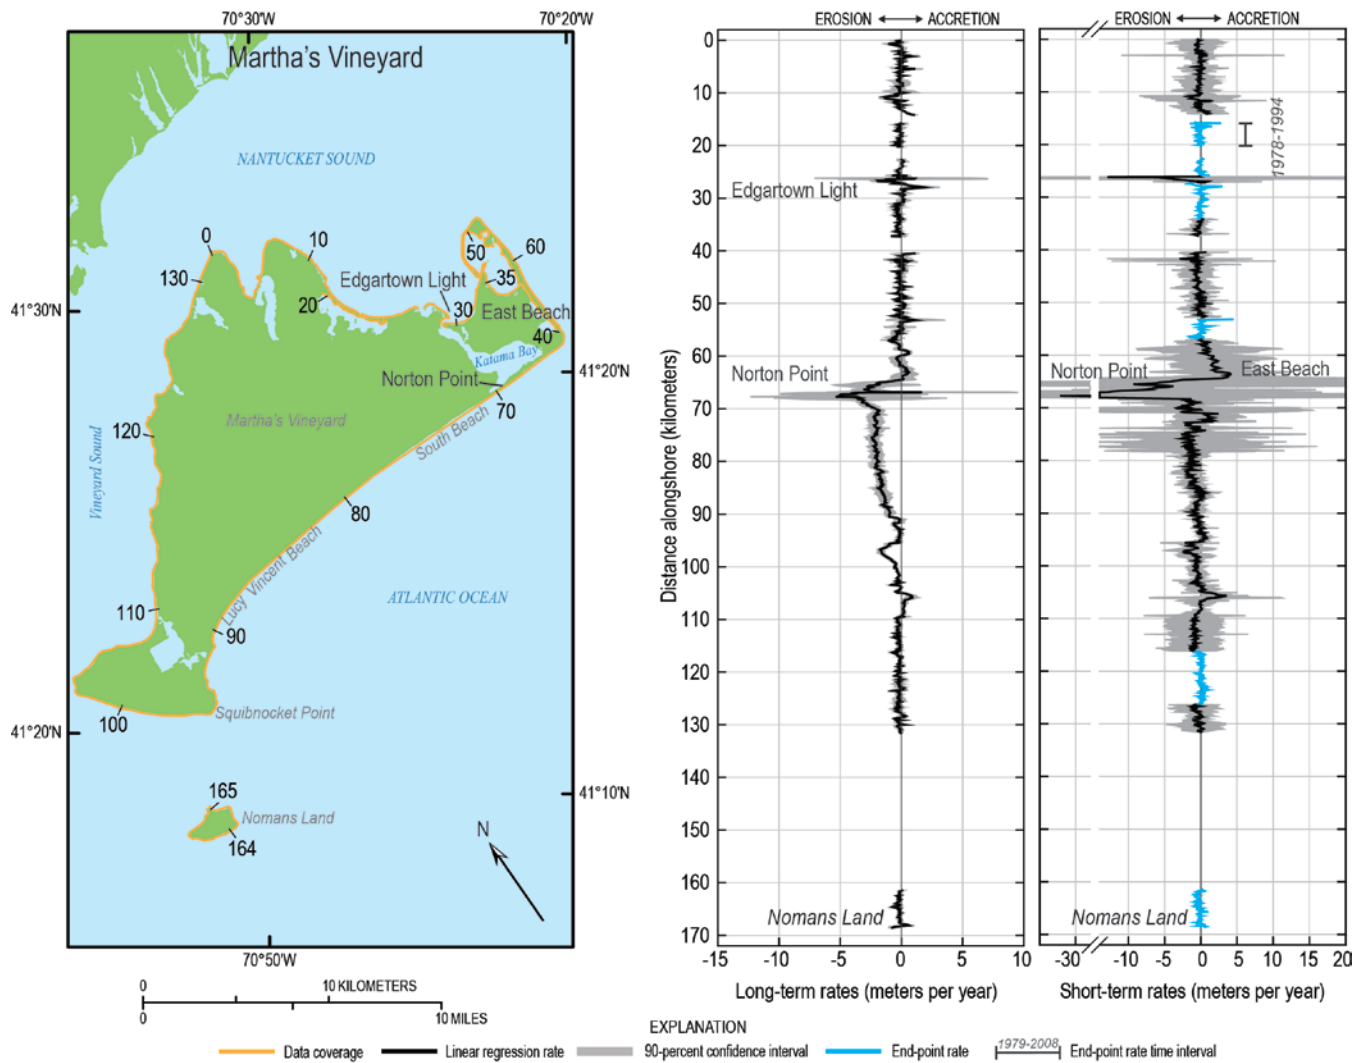 70°30'W
70°20'W
Martha's Vineyard
NANTUCKET SOUND
0
10
130
50
60
Edgartown Light
35
41°30'N
20
30
East Beach
40
Katama Bay
41°20'N
Norton Point
70
Martha's Vineyard
120
South Beach
Vineyard Sound
80
Lucy Vincent Beach
ATLANTIC OCEAN
110
90
100
Squibnocket Point
41°20'N
165
41°10'N
Nomans Land
164
N
70°50'W
0
10 KILOMETERS
0
10 MILES
EROSION
ACCRETION
Distance alongshore (kilometers)
0
10
20
30
40
50
60
70
80
90
100
110
120
130
140
150
160
170
Edgartown Light
Norton Point
Nomans Land
-15
-10
-5
0
5
10
Long-term rates (meters per year)
EROSION
ACCRETION
1978-1994
Norton Point
East Beach
Nomans Land
-30
-10
-5
0
5
10
15
20
Short-term rates (meters per year)
EXPLANATION
Data coverage
Linear regression rate
90-percent confidence interval
End-point rate
1979-2008
End-point rate time interval